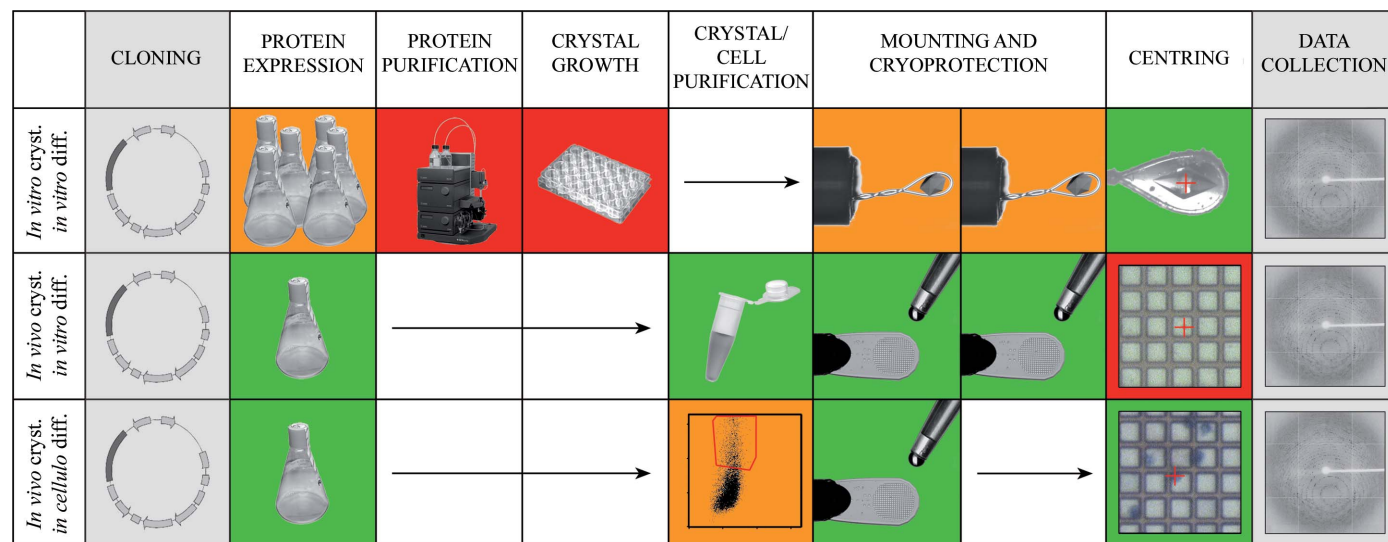 CLONING
PROTEIN
EXPRESSION
PROTEIN
PURIFICATION
CRYSTAL
GROWTH
CRYSTAL/
CELL
PURIFICATION
MOUNTING AND
CRYOPROTECTION
CENTRING
DATA
COLLECTION
In vitro cryst.
in vitro diff.
In vivo cryst.
in vitro diff.
In vivo cryst.
in cellulo diff.